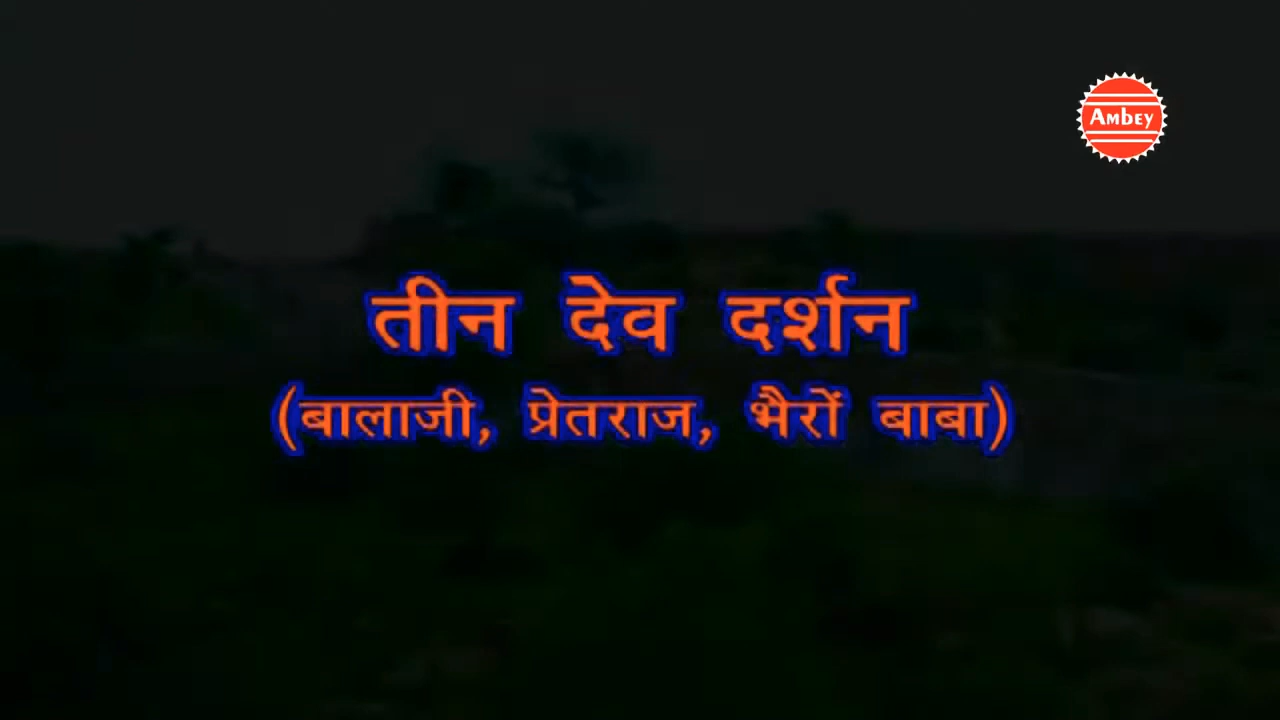 AMBEY
तीन देव दर्शन
(बालाजी, प्रेतराज, भैरों बाबा)